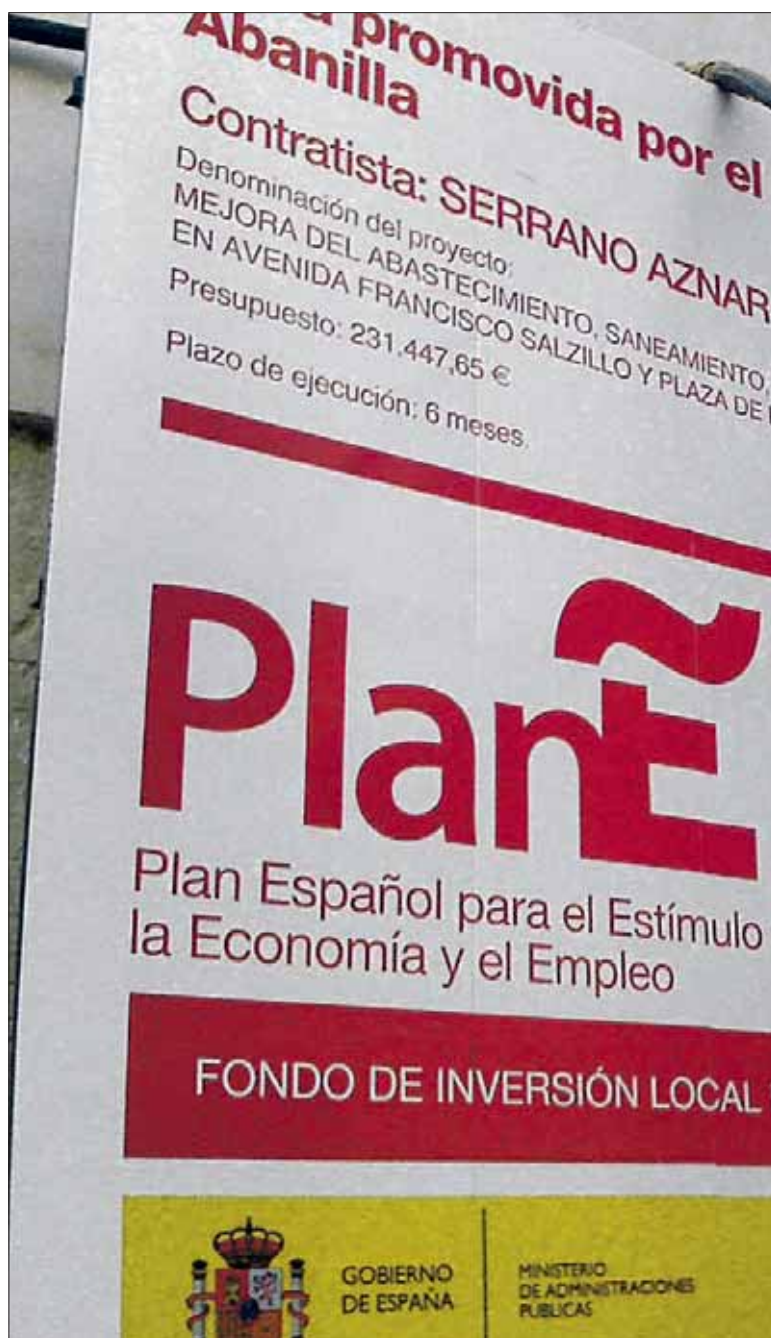 promovida por el
Abanilla
Contratista: SERRANO AZNAR
Denominación del proyecto:
MEJORA DEL ABASTECIMIENTO, SANEAMIENTO,
EN AVENIDA FRANCISCO SALZILLO Y PLAZA DE
Presupuesto: 231.447,65 €
Plazo de ejecución: 6 meses.
PlanE
Plan Español para el Estímulo
la Economía y el Empleo
FONDO DE INVERSIÓN LOCAL
GOBIERNO
DE ESPAÑA
MINISTERIO
DE ADMINISTRACIONES
PÚBLICAS